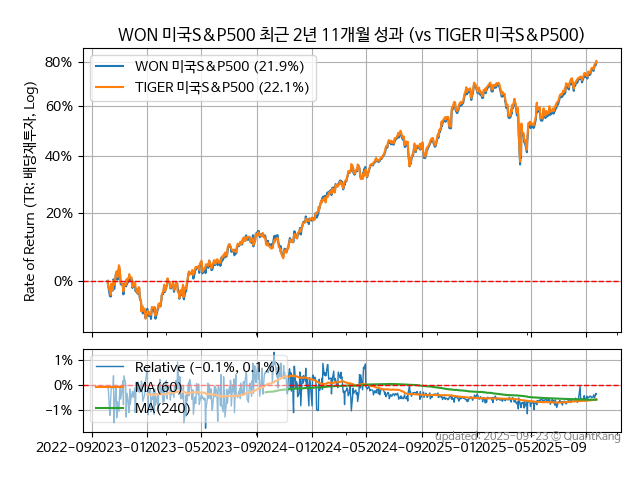 WON 미국S&P500 최근 2년 11개월 성과 (vs TIGER 미국S&P500)
80%
60%
40%
20%
0%
Rate of Return (TR: 배당재투자, Log)
WON 미국S&P500 (21.9%)
TIGER 미국S&P500 (22.1%)
1%
0%
−1%
Relative (−0.1%, 0.1%)
MA(60)
MA(240)
updated: 2025-09-23 © QuantKang
2022-09 2023-01 2023-05 2023-09 2024-01 2024-05 2024-09 2025-01 2025-05 2025-09